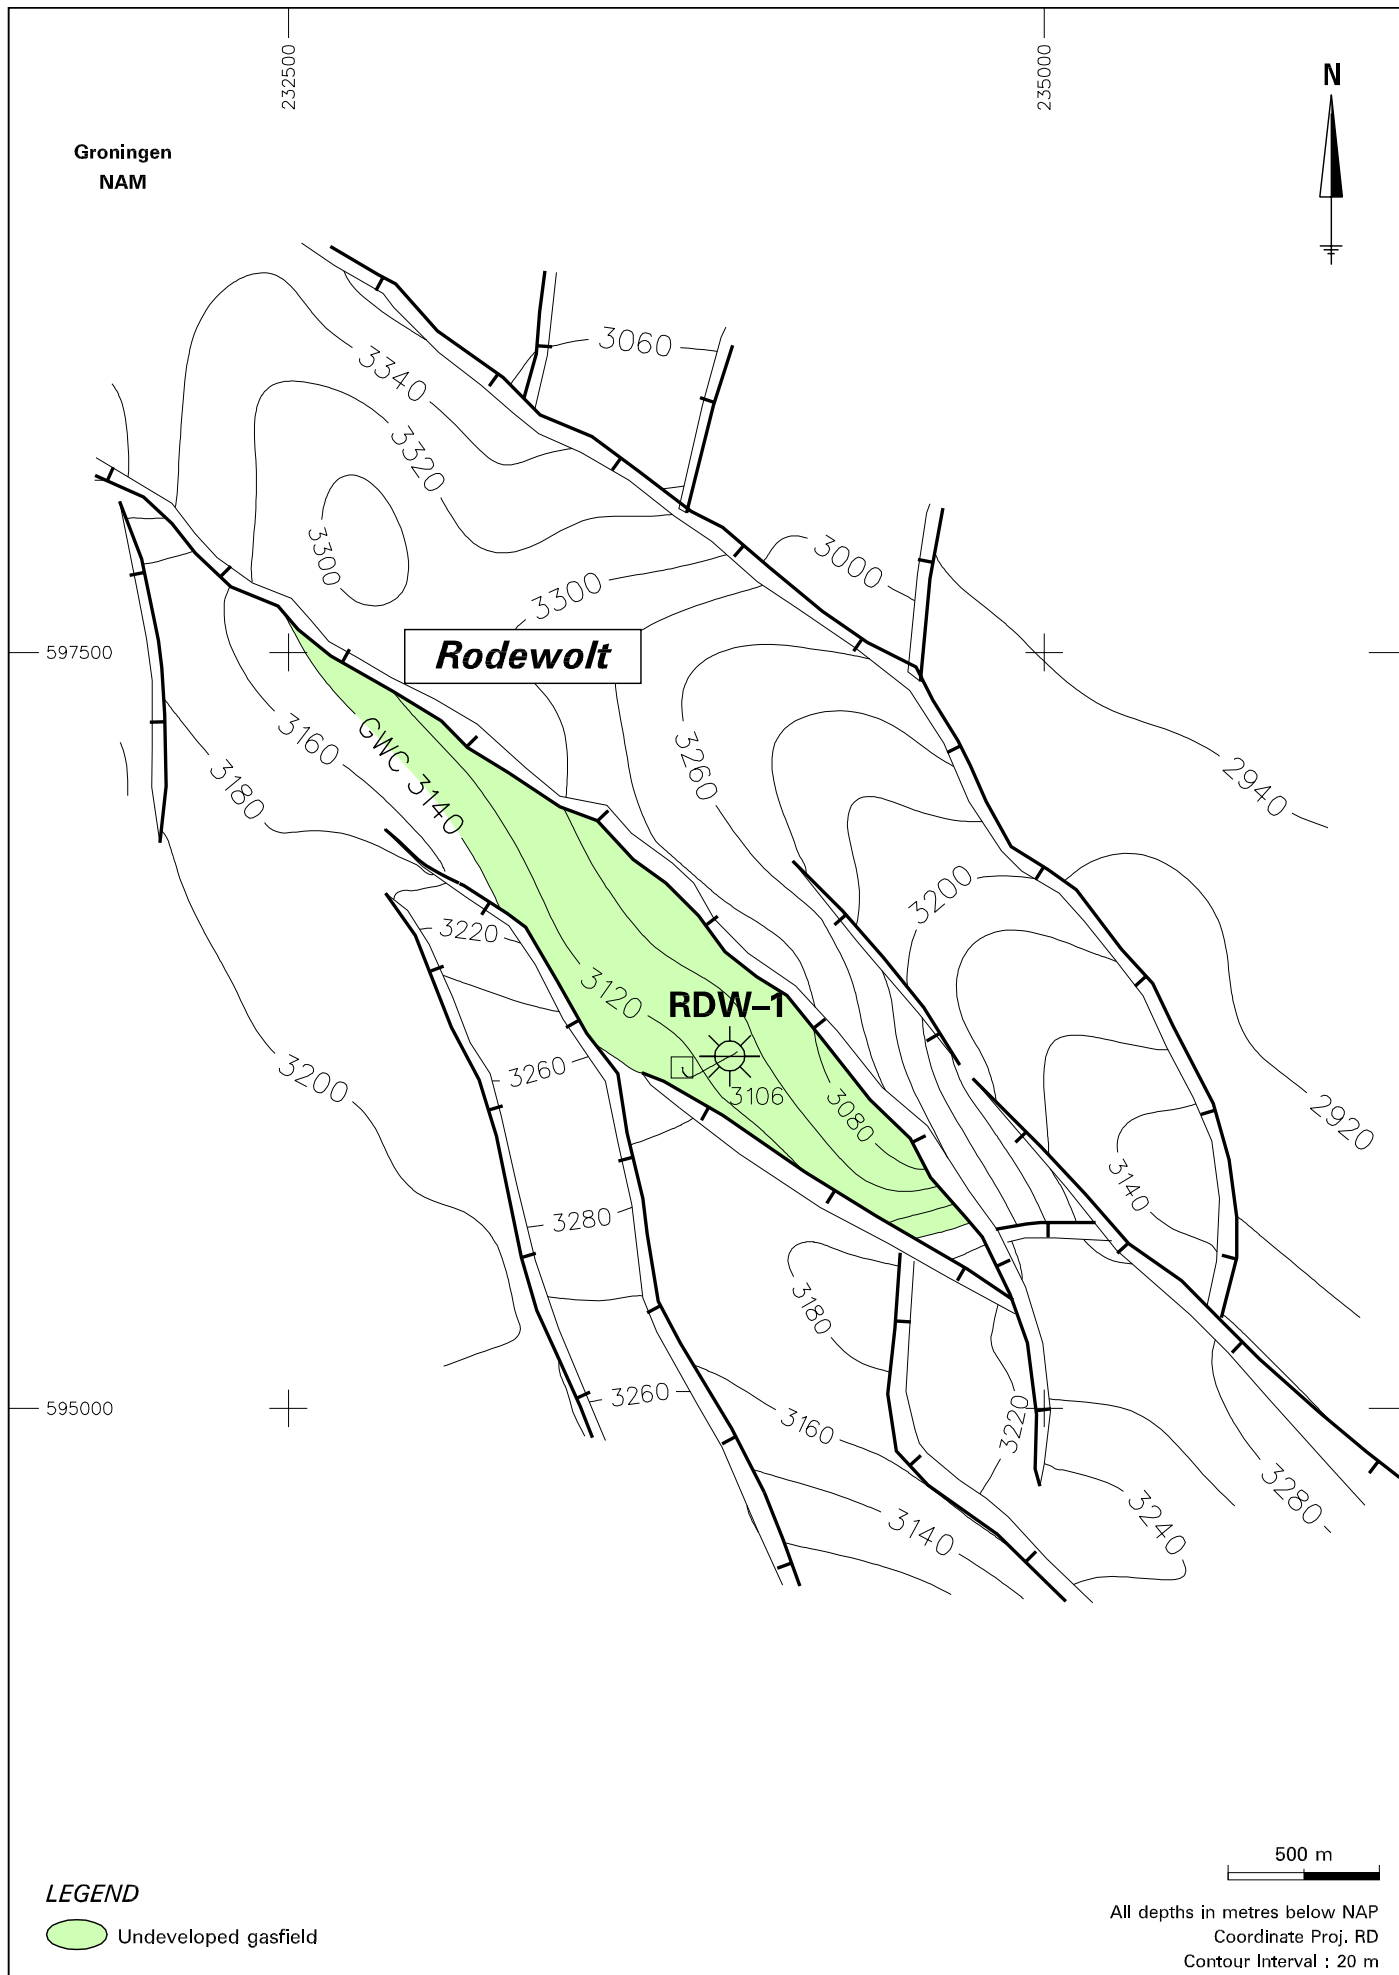 232500
235000
N
Groningen
NAM
3060
3340
3320
3300
3000
3300
597500
Rodewolt
3160
GWC 3140
3180
3260
2940
3200
3220
3120
RDW–1
3106
3260
3200
3080
2920
3140
3280
3180
3260
595000
3160
3220
3280
3240
3140
500 m
LEGEND
Undeveloped gasfield
All depths in metres below NAP
Coordinate Proj. RD
Contour Interval : 20 m